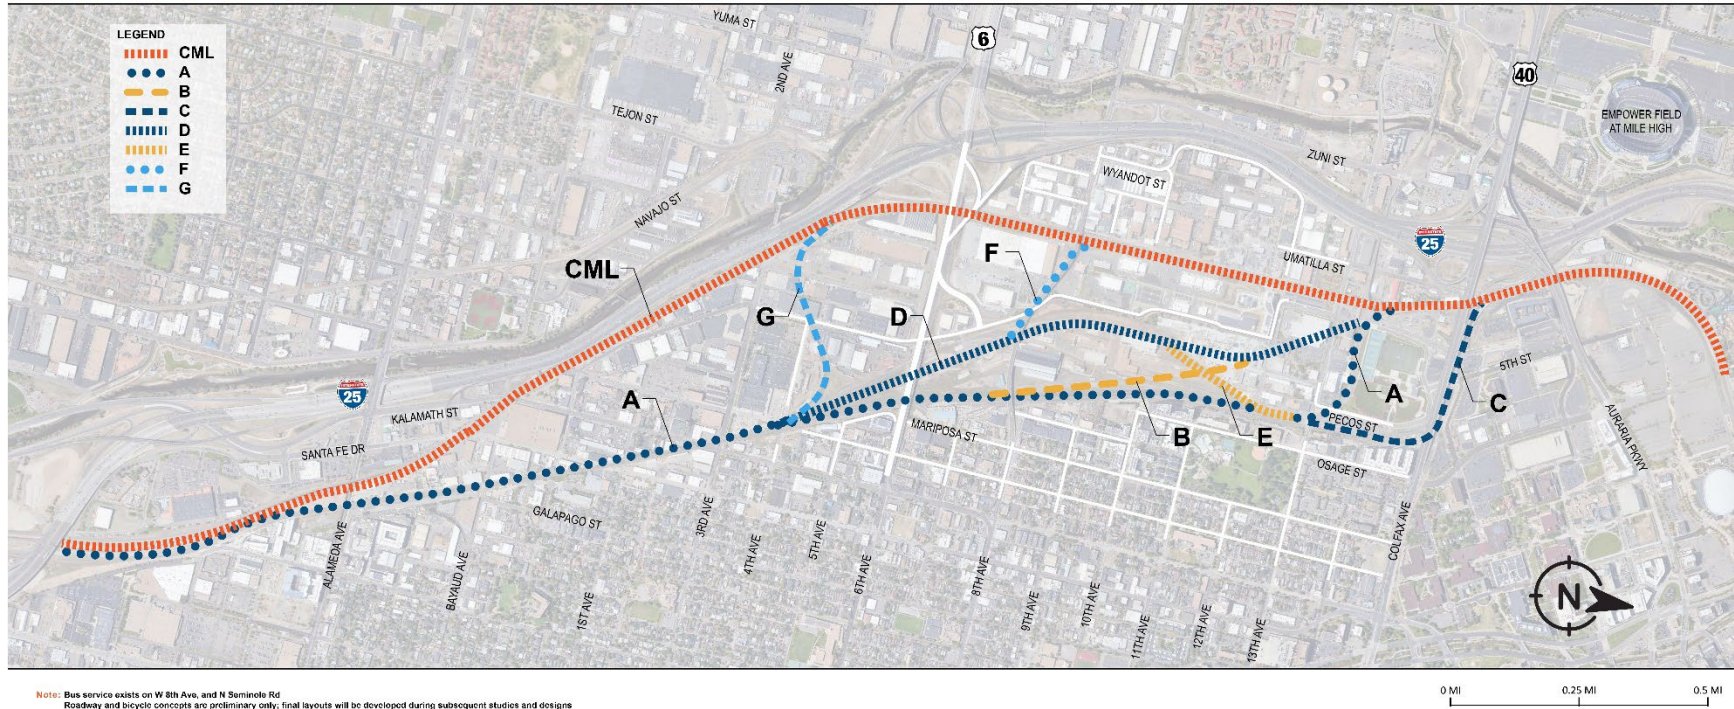 LEGEND
CML
A
B
C
D
E
F
G
YUMA ST
2ND AVE
6
40
TEJON ST
EMPOWER FIELD
AT MILE HIGH
ZUNI ST
WYANDOT ST
NAVAJO ST
25
UMATILLA ST
CML
F
G
D
5TH ST
25
A
A
C
KALAMATH ST
MARIPOSA ST
PECOS ST
B
E
AURARIA PKWY
SANTA FE DR
OSAGE ST
GALAPAGO ST
3RD AVE
ALAMEDA AVE
BAYAUD AVE
4TH AVE
5TH AVE
COLFAX AVE
6TH AVE
8TH AVE
1ST AVE
9TH AVE
10TH AVE
11TH AVE
12TH AVE
13TH AVE
N
Note: Bus service exists on W 8th Ave, and N Seminole Rd
Roadway and bicycle concepts are preliminary only; final layouts will be developed during subsequent studies and designs
0 MI
0.25 MI
0.5 MI